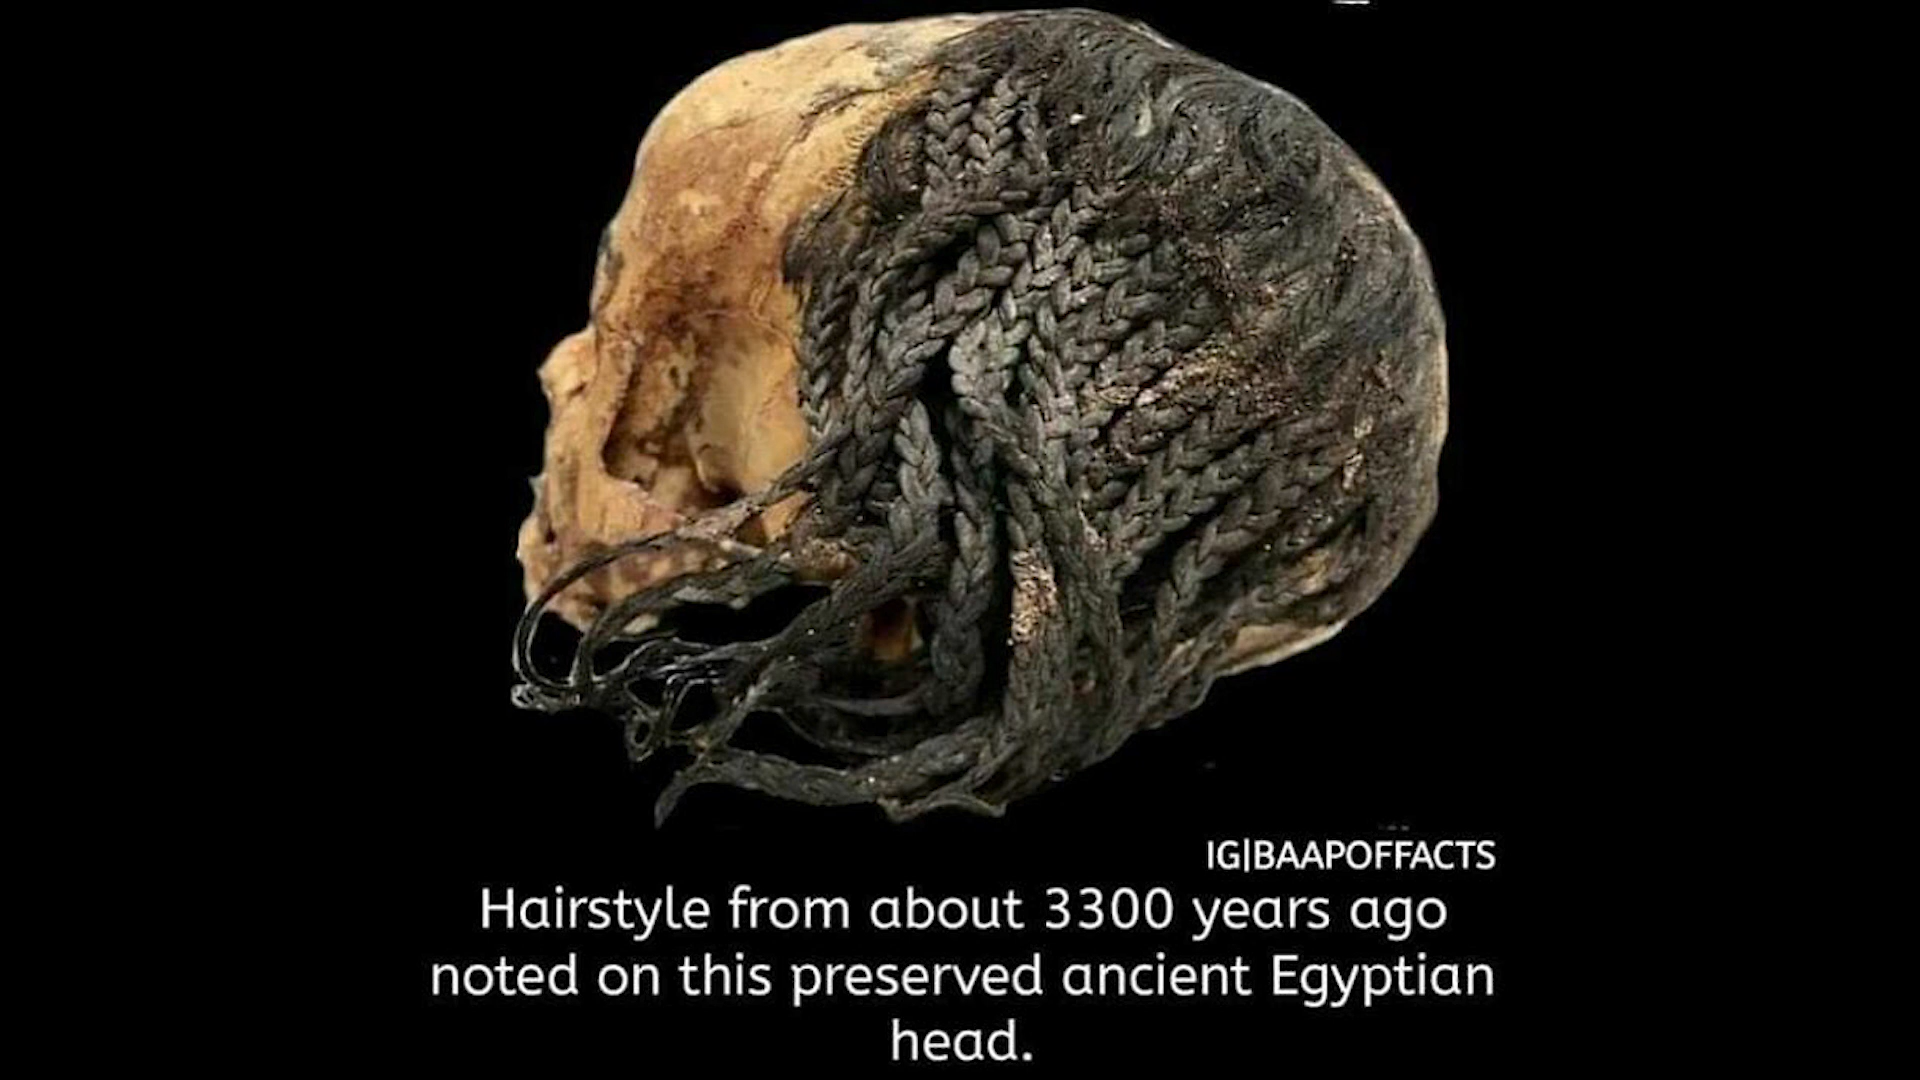 IG|BAAPOFFACTS
Hairstyle from about 3300 years ago
noted on this preserved ancient Egyptian
head.